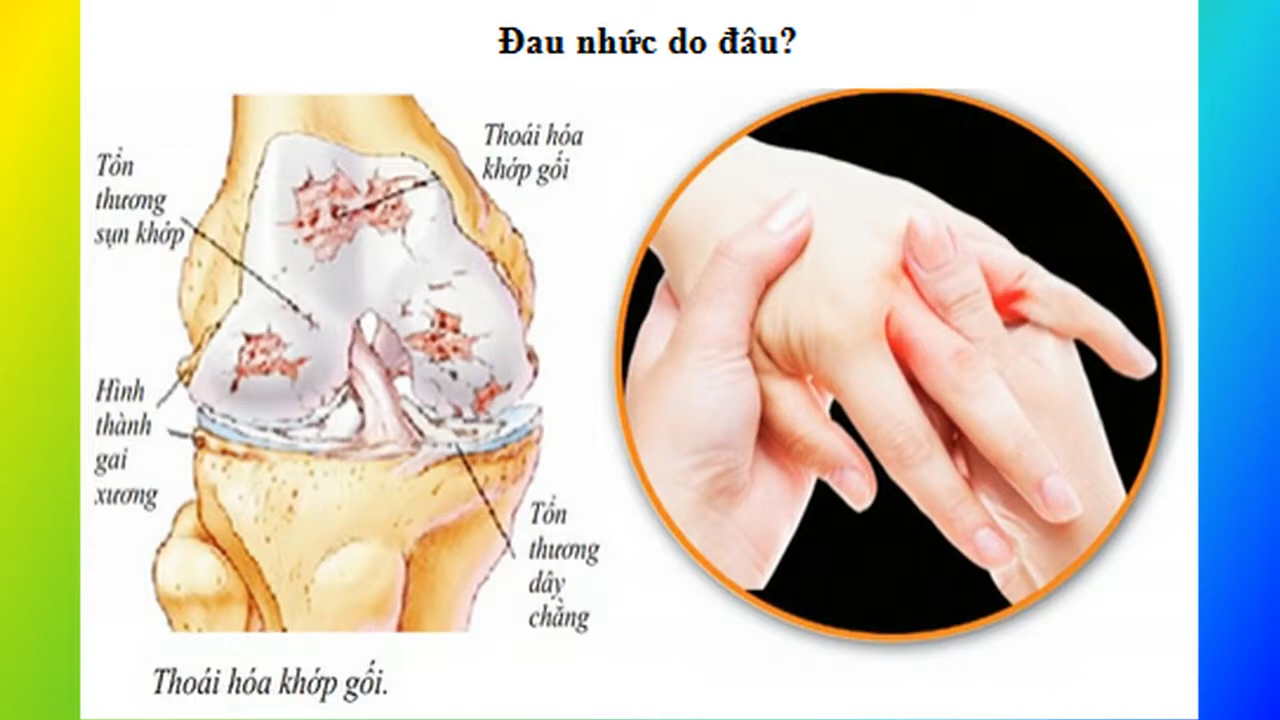 Đau nhức do đâu?
Thoái hóa
khớp gối
Tổn
thương
sụn khớp
Hình
thành
gai
xương
Tổn
thương
dây
chằng
Thoái hóa khớp gối.